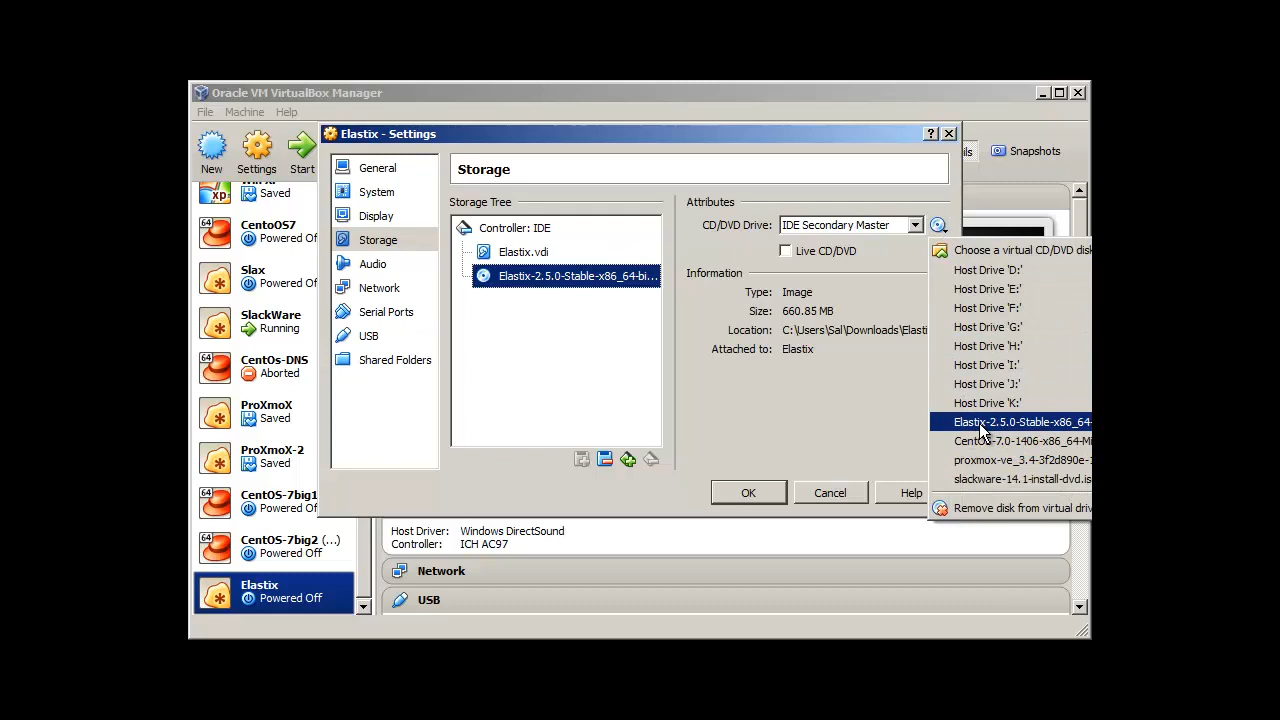 Oracle VM VirtualBox Manager
File Machine Help
New Settings Start
Snapshots
Saved
CentOS7
64
Powered Off
Slax
Powered Off
SlackWare
Running
CentOs-DNS
64
Aborted
ProXmoX
Saved
ProXmoX-2
Saved
CentOS-7big1
64
Powered Off
CentOS-7big2 (...)
64
Powered Off
Elastix
Powered Off
Elastix - Settings
General
System
Display
Storage
Audio
Network
Serial Ports
USB
Shared Folders
Storage
Storage Tree
Controller: IDE
Elastix.vdi
Elastix-2.5.0-Stable-x86_64-bi...
Attributes
CD/DVD Drive: IDE Secondary Master
Live CD/DVD
Information
Type: Image
Size: 660.85 MB
Location: C:\Users\Sal\Downloads\Elasti
Attached to: Elastix
OK Cancel Help
Choose a virtual CD/DVD disk
Host Drive 'D:'
Host Drive 'E:'
Host Drive 'F:'
Host Drive 'G:'
Host Drive 'H:'
Host Drive 'I:'
Host Drive 'J:'
Host Drive 'K:'
Elastix-2.5.0-Stable-x86_64-
CentOS-7.0-1406-x86_64-Mi
proxmox-ve_3.4-3f2d890e-1
slackware-14.1-install-dvd.is
Remove disk from virtual driv
Host Driver: Windows DirectSound
Controller: ICH AC97
Network
USB